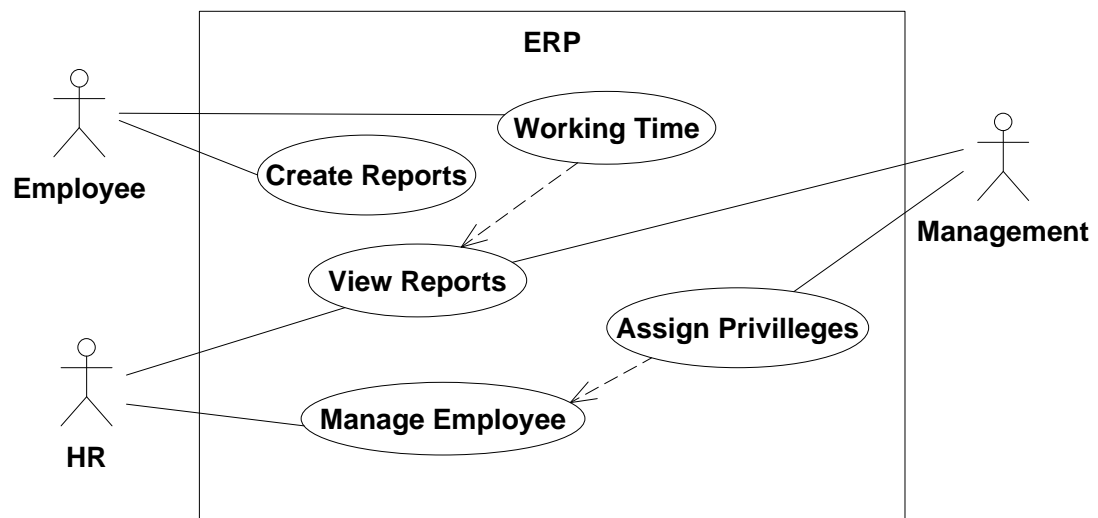 ERP
Working Time
Create Reports
Employee
Management
View Reports
Assign Privilleges
Manage Employee
HR